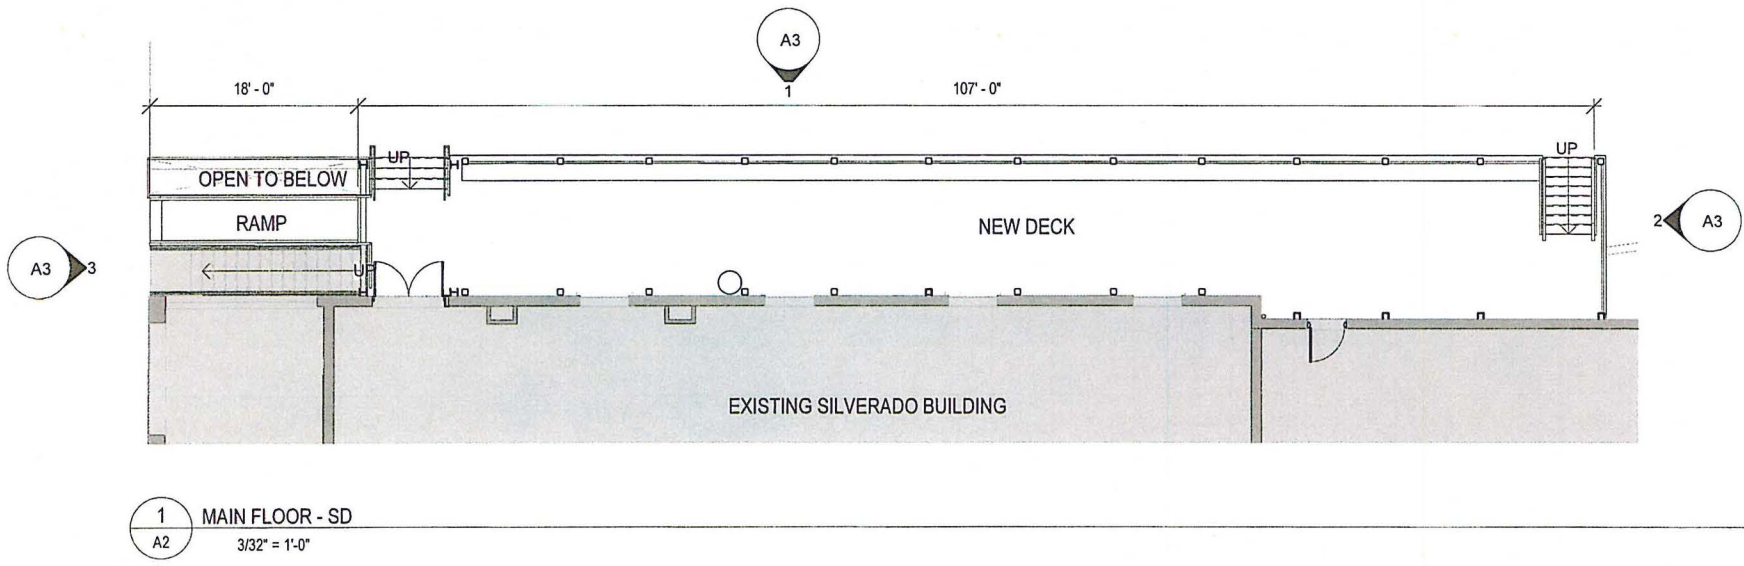 A3
1
18' - 0"
107' - 0"
UP
UP
OPEN TO BELOW
RAMP
NEW DECK
2
A3
A3
3
UP
EXISTING SILVERADO BUILDING
1
MAIN FLOOR - SD
A2
3/32" = 1'-0"